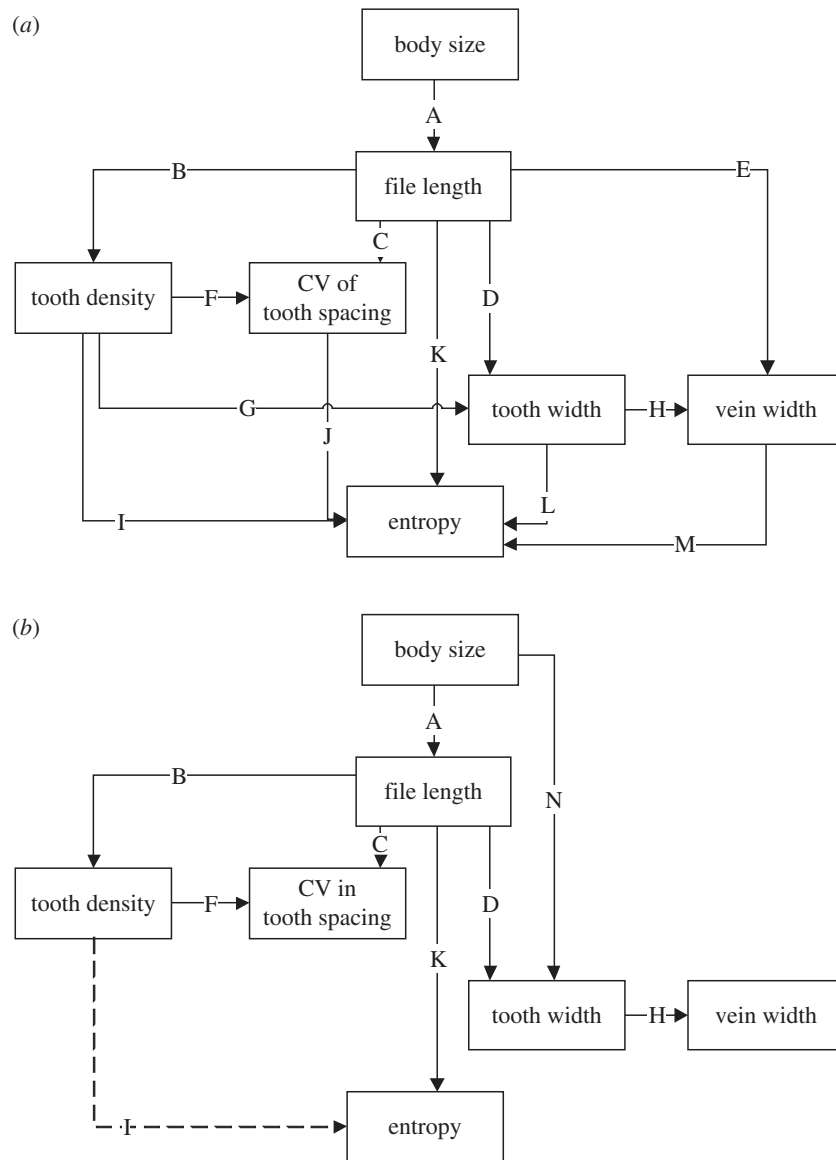 (a)
body size
A
B
file length
E
C
tooth density
F
CV of
tooth spacing
D
K
G
tooth width
H
vein width
J
I
entropy
L
M
(b)
body size
A
B
file length
N
C
tooth density
F
CV in
tooth spacing
D
K
tooth width
H
vein width
I
entropy